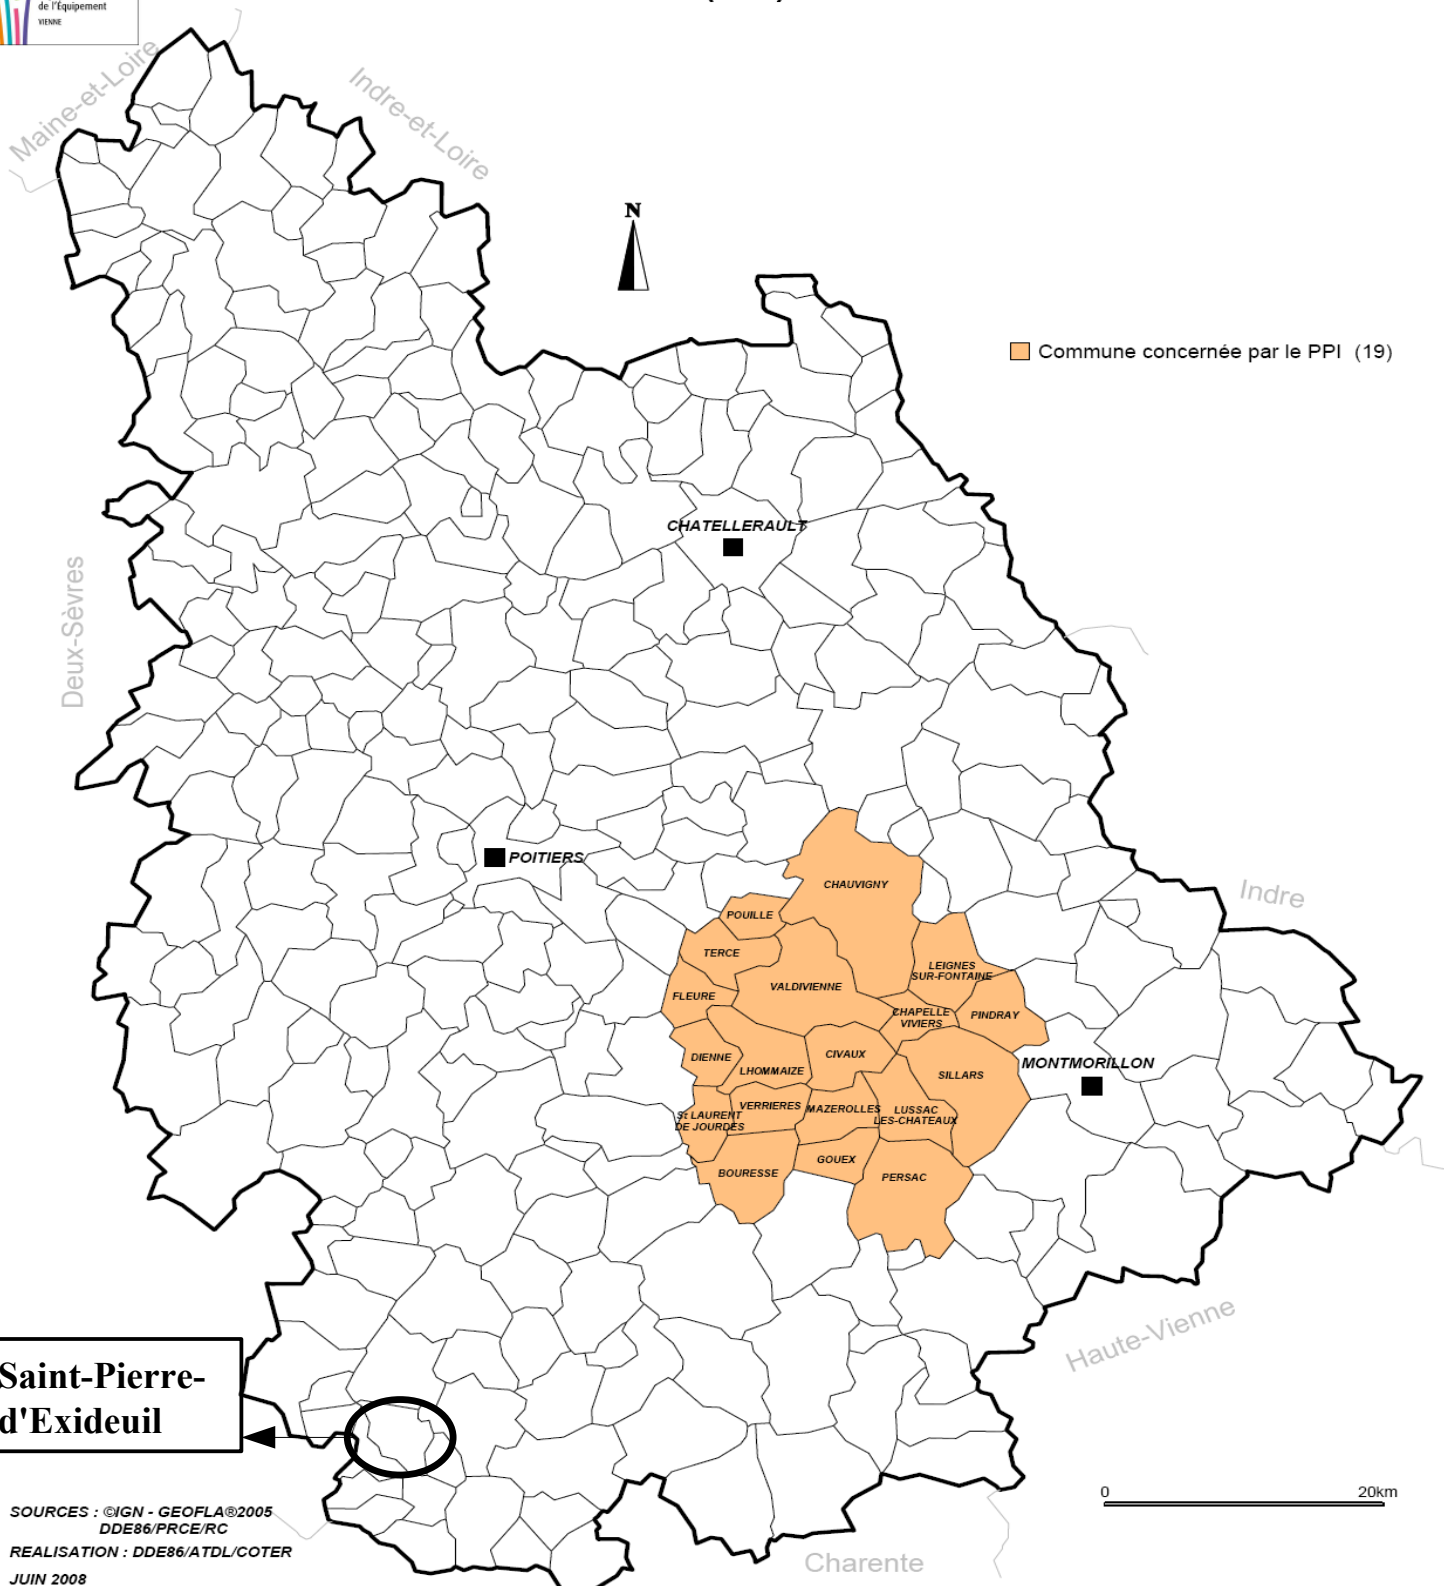 de l'Équipement
VIENNE
Maine-et-Loire
Indre-et-Loire
N
Commune concernée par le PPI (19)
CHATELLERAULT
Deux-Sèvres
POITIERS
CHAUVIGNY
Indre
POUILLE
TERCE
LEIGNES
SUR-FONTAINE
VALDIVIENNE
FLEURE
CHAPELLE
VIVIERS
PINDRAY
DIENNE
CIVAUX
MONTMORILLON
LHOMMAIZE
SILLARS
VERRIERES
MAZEROLLES
LUSSAC
LES-CHATEAUX
St LAURENT
DE JOURDES
GOUEX
BOURESSE
PERSAC
Haute-Vienne
Saint-Pierre-
d'Exideuil
0 20km
SOURCES : ©IGN - GEOFLA®2005
DDE86/PRCE/RC
REALISATION : DDE86/ATDL/COTER
JUIN 2008
Charente